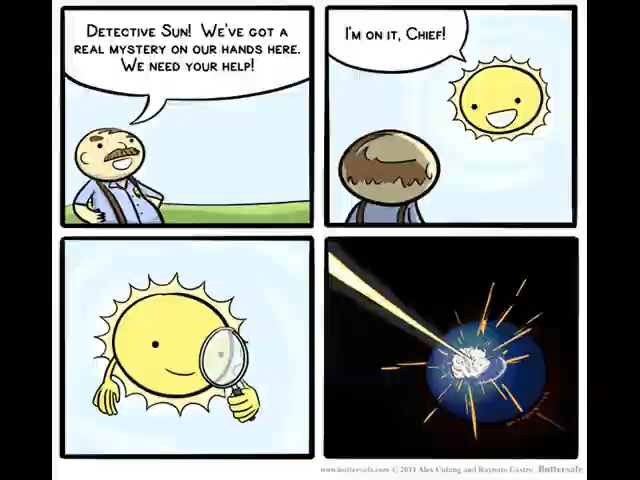 DETECTIVE SUN! WE'VE GOT A
REAL MYSTERY ON OUR HANDS HERE.
WE NEED YOUR HELP!
I'M ON IT, CHIEF!
www.buttersafe.com © 2011 Alex Culang and Raynato Castro. Buttersafe